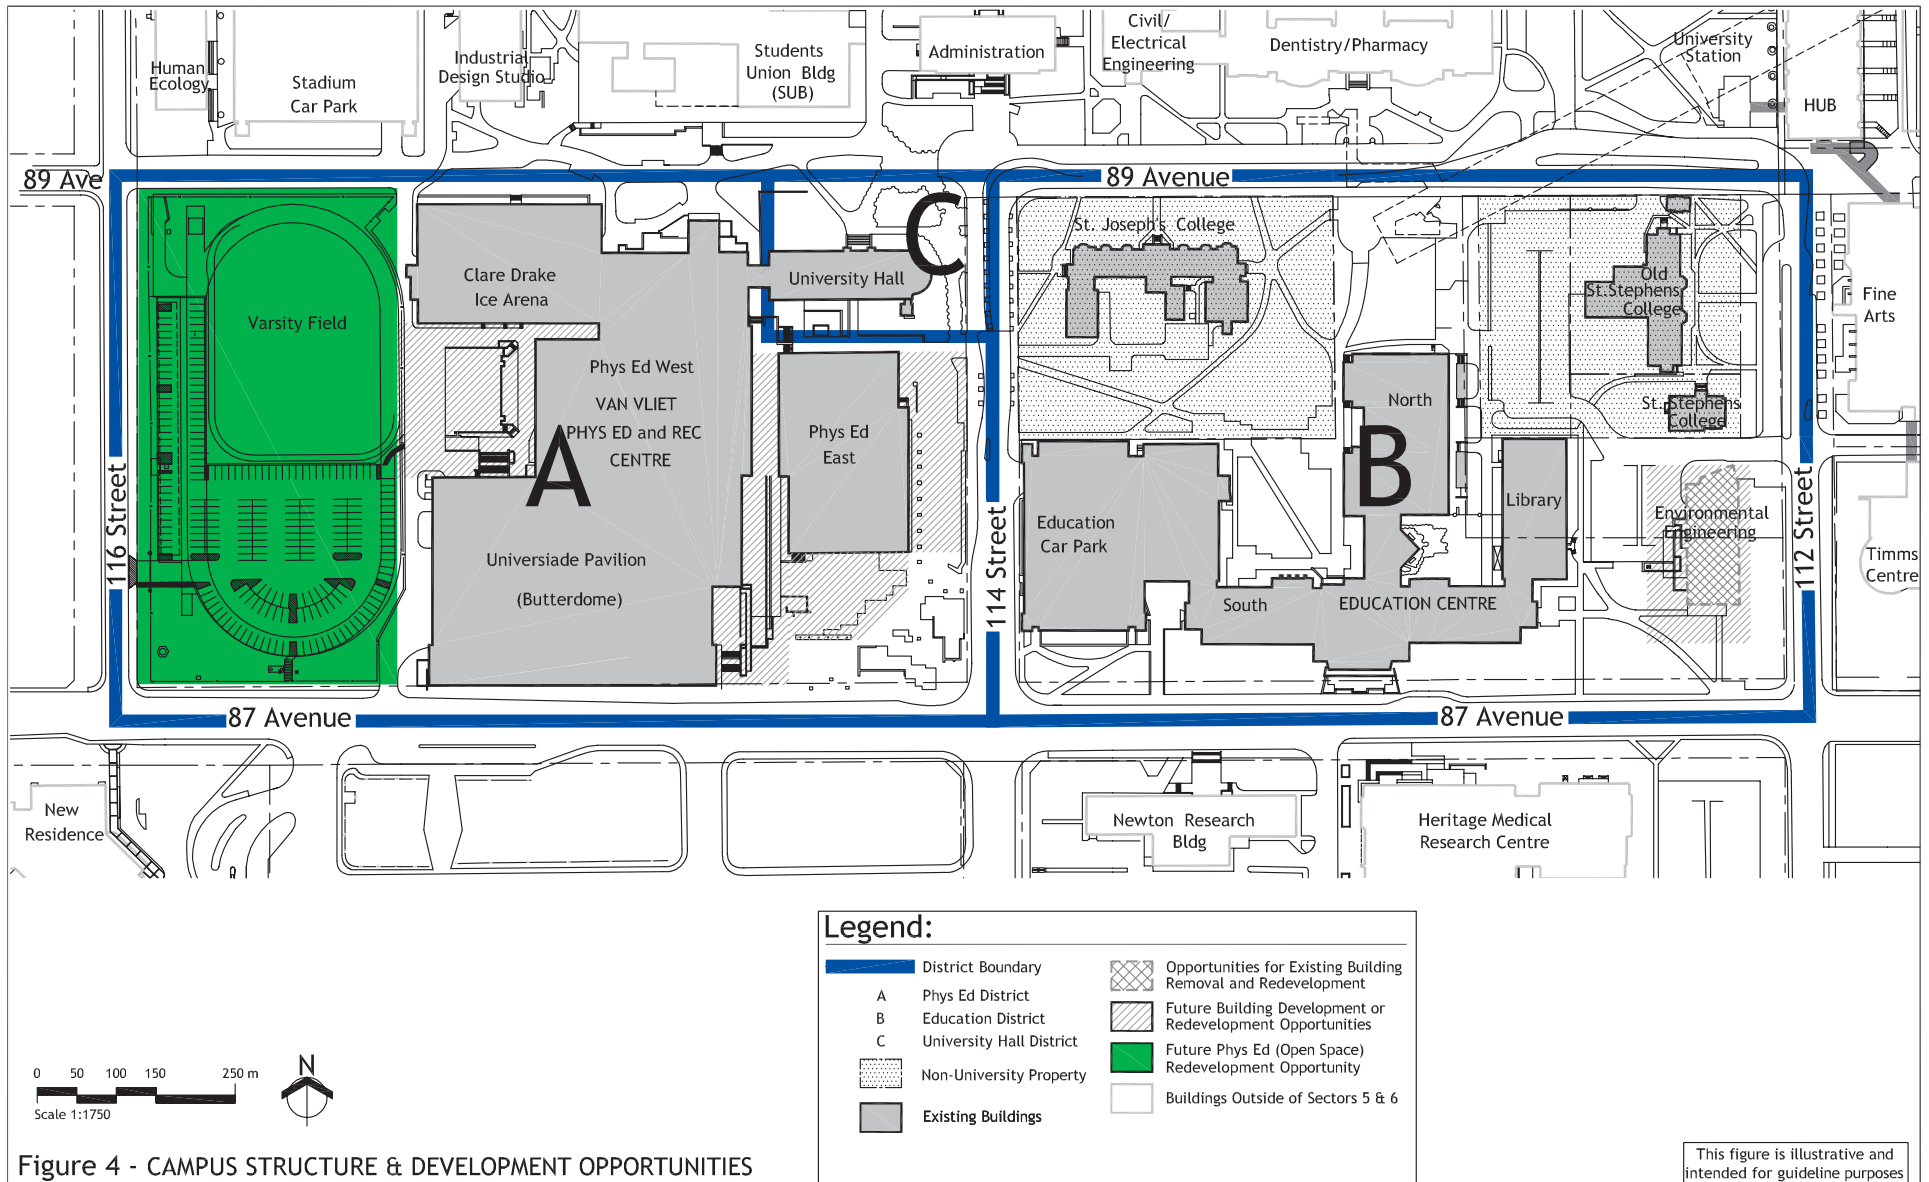 Human
Ecology
Stadium
Car Park
Industrial
Design Studio
Students
Union Bldg
(SUB)
Administration
Civil/
Electrical
Engineering
Dentistry/Pharmacy
University
Station
HUB
89 Ave
89 Avenue
C
St. Joseph's College
Clare Drake
Ice Arena
University Hall
Old
St.Stephens
College
Fine
Arts
Varsity Field
Phys Ed West
VAN VLIET
PHYS ED and REC
CENTRE
A
Phys Ed
East
North
B
St. Stephens
College
116 Street
114 Street
112 Street
Education
Car Park
Library
Environmental
Engineering
Timms
Centre
Universiade Pavilion
(Butterdome)
South
EDUCATION CENTRE
87 Avenue
87 Avenue
New
Residence
Newton Research
Bldg
Heritage Medical
Research Centre
Legend:
District Boundary
A Phys Ed District
B Education District
C University Hall District
Non-University Property
Existing Buildings
Opportunities for Existing Building
Removal and Redevelopment
Future Building Development or
Redevelopment Opportunities
Future Phys Ed (Open Space)
Redevelopment Opportunity
Buildings Outside of Sectors 5 & 6
N
0 50 100 150 250 m
Scale 1:1750
Figure 4 - CAMPUS STRUCTURE & DEVELOPMENT OPPORTUNITIES
This figure is illustrative and
intended for guideline purposes